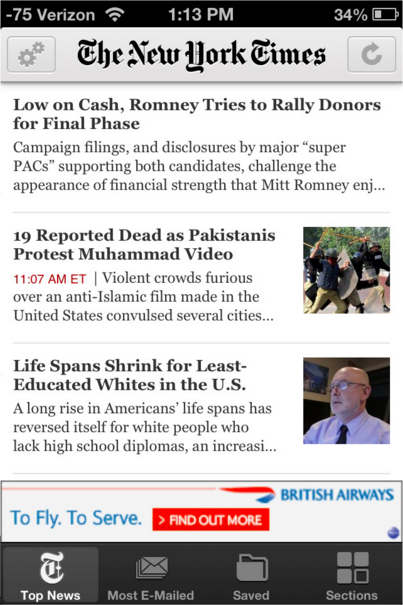 -75 Verizon 1:13 PM 34%
The New York Times
Low on Cash, Romney Tries to Rally Donors
for Final Phase
Campaign filings, and disclosures by major “super
PACs” supporting both candidates, challenge the
appearance of financial strength that Mitt Romney enj...
19 Reported Dead as Pakistanis
Protest Muhammad Video
11:07 AM ET | Violent crowds furious
over an anti-Islamic film made in the
United States convulsed several cities...
Life Spans Shrink for Least-
Educated Whites in the U.S.
A long rise in Americans’ life spans has
reversed itself for white people who
lack high school diplomas, an increasi...
BRITISH AIRWAYS
To Fly. To Serve. > FIND OUT MORE
T
Top News Most E-Mailed Saved Sections